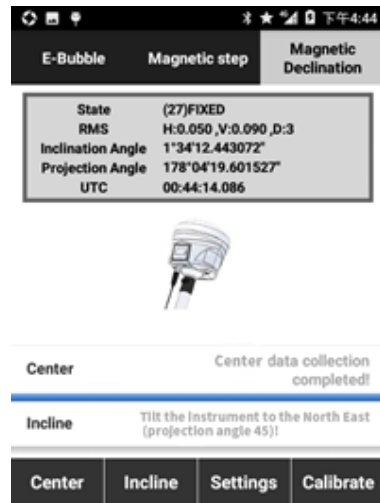 下午4:44
E-Bubble
Magnetic step
Magnetic
Declination
State (27)FIXED
RMS H:0.050 ,V:0.090 ,D:3
Inclination Angle 1°34'12.443072"
Projection Angle 178°04'19.601527"
UTC 00:44:14.086
Center
Center data collection
completed!
Incline
Tilt the Instrument to the North East
(projection angle 45)!
Center Incline Settings Calibrate